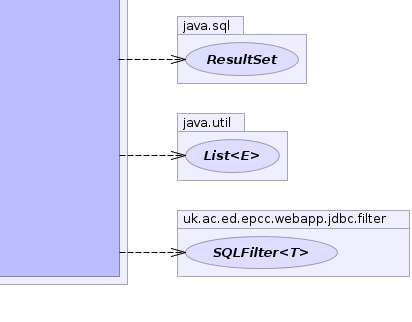 java.sql
ResultSet
java.util
List<E>
uk.ac.ed.epcc.webapp.jdbc.filter
SQLFilter<T>